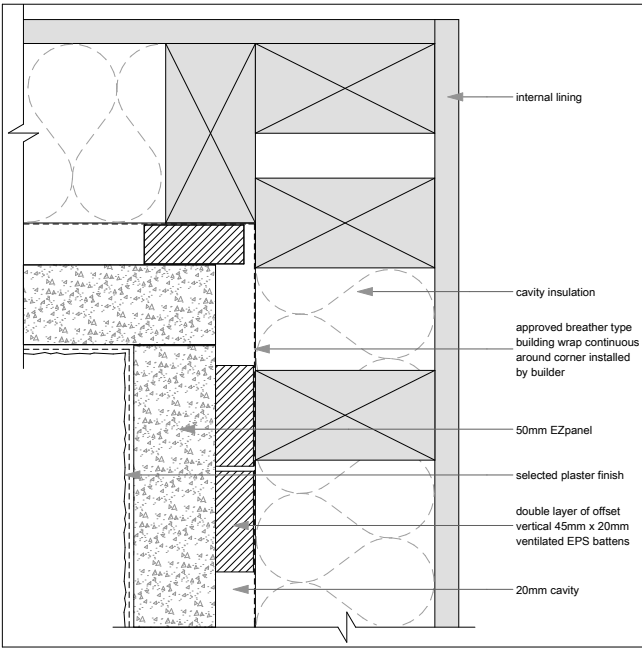 internal lining
cavity insulation
approved breather type
building wrap continuous
around corner installed
by builder
50mm EZpanel
selected plaster finish
double layer of offset
vertical 45mm x 20mm
ventilated EPS battens
20mm cavity